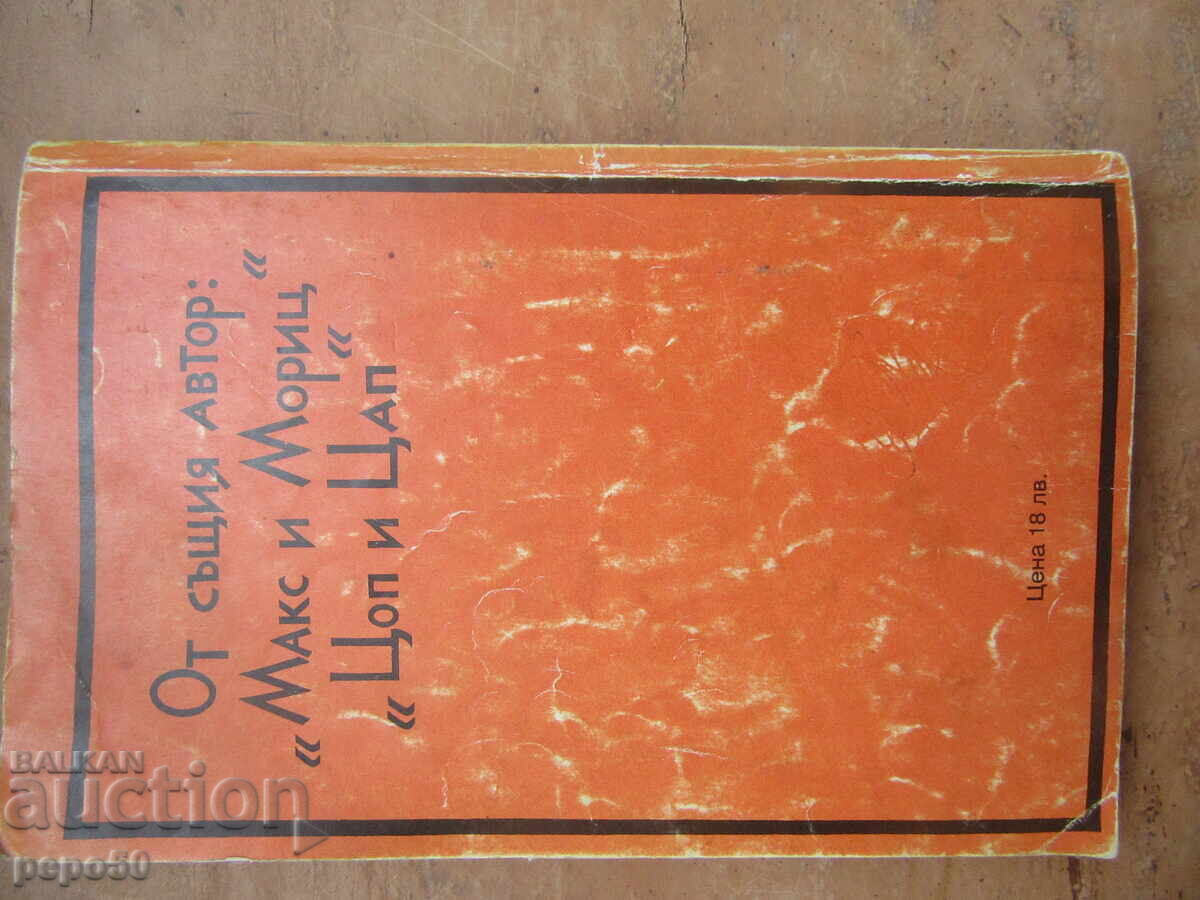 От същия автор:
„Макс и Мориц“
„Цоп и Цап“
Цена 18 лв.
BALKAN
auction
pepo50